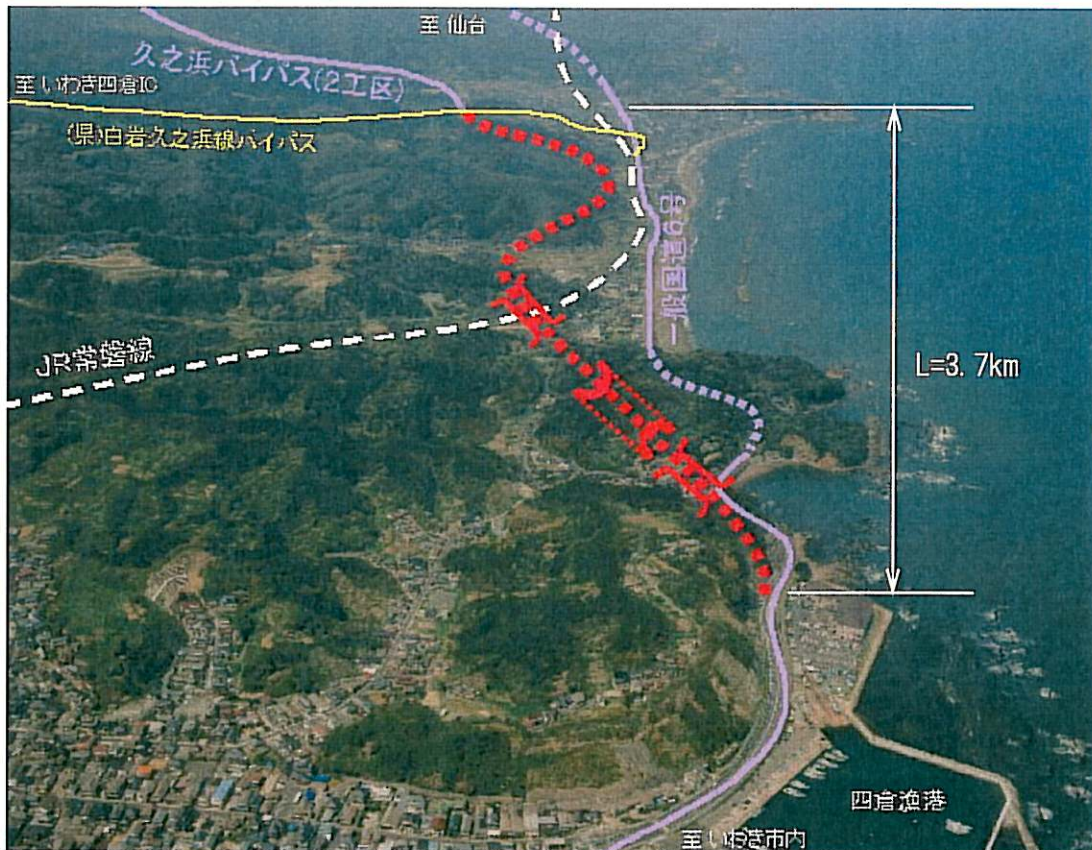 至 仙台
久之浜バイパス(2工区)
至 いわき四倉IC
(県)白岩久之浜線バイパス
一般国道6号
JR常磐線
L=3.7km
四倉漁港
至 いわき市内